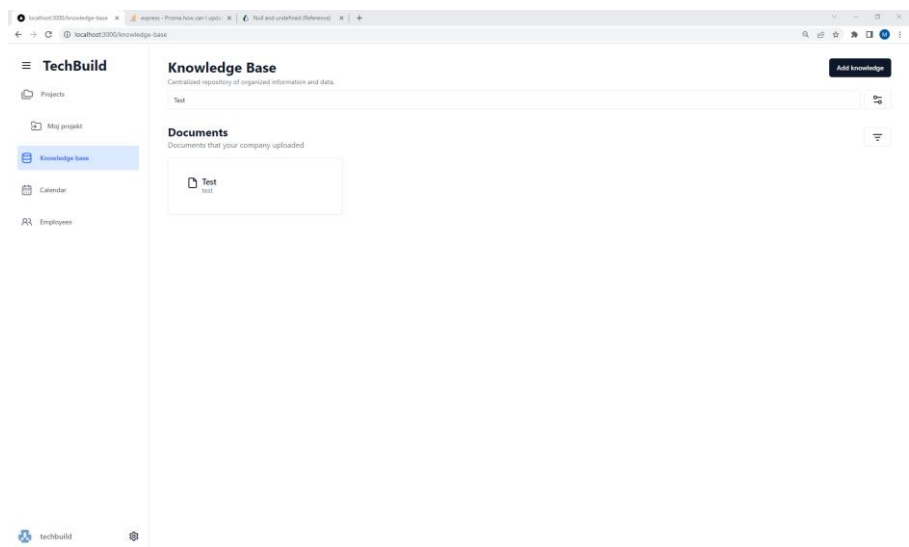 localhost:3000/knowledge-base
express - Prisma how can I upda
Null and undefined (Reference)
localhost:3000/knowledge-base
M
TechBuild
Projects
Moj projekt
Knowledge base
Calendar
Employees
techbuild
Knowledge Base
Centralized repository of organized information and data.
Add knowledge
Test
Documents
Documents that your company uploaded
Test
test